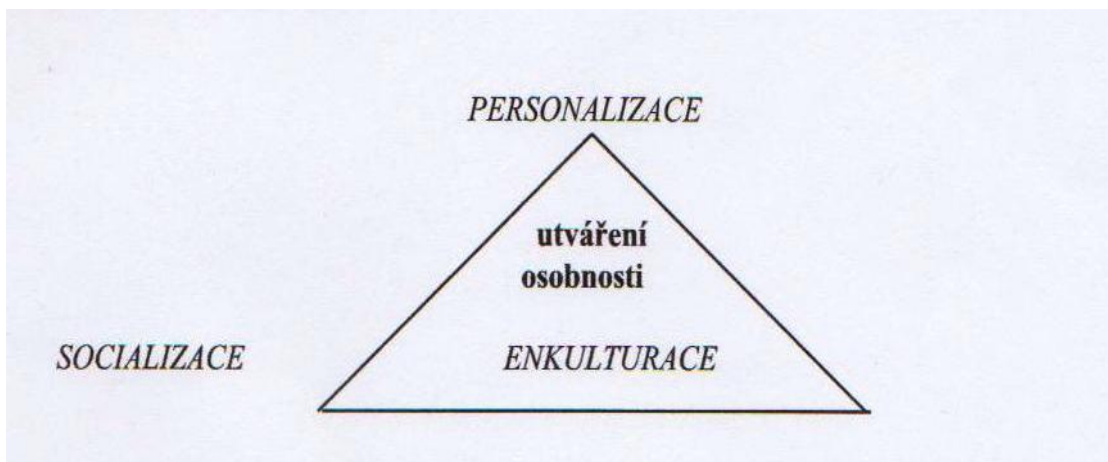 PERSONALIZACE
utváření
osobnosti
SOCIALIZACE ENKULTURACE